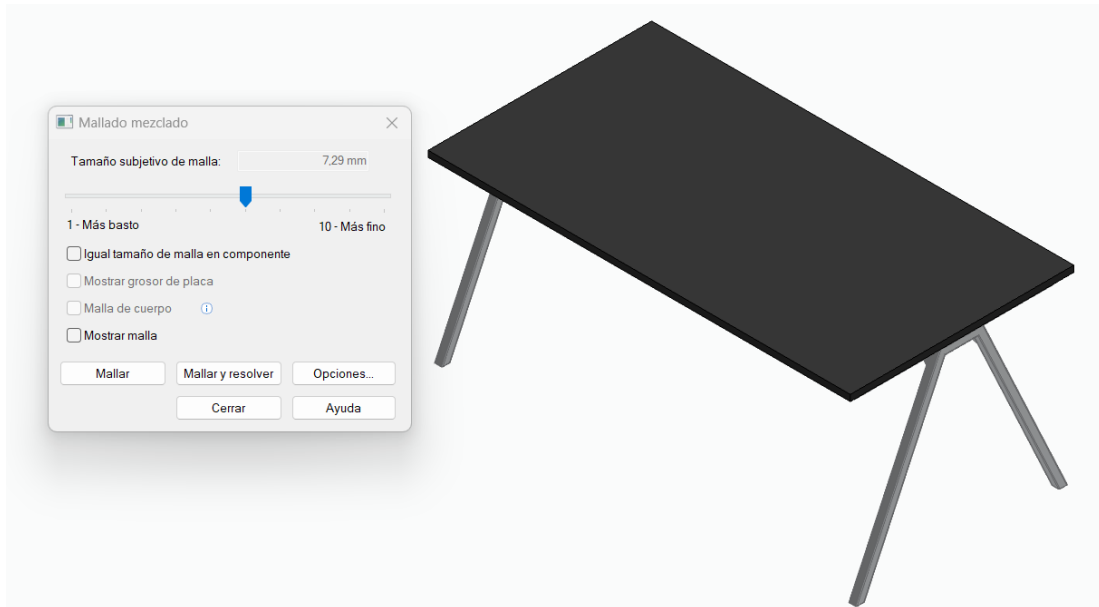 Mallado mezclado
Tamaño subjetivo de malla: 7,29 mm
1 - Más basto 10 - Más fino
Igual tamaño de malla en componente
Mostrar grosor de placa
Malla de cuerpo
Mostrar malla
Mallar Mallar y resolver Opciones...
Cerrar Ayuda